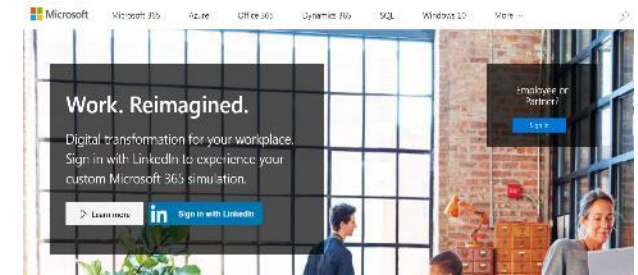 Microsoft Microsoft 365 Azure Office 365 Dynamics 365 SQL Windows 10 More
Work. Reimagined.
Digital transformation for your workplace.
Sign in with LinkedIn to experience your
custom Microsoft 365 simulation.
> Learn more in Sign in with LinkedIn
Employee or
Partner?
Sign in